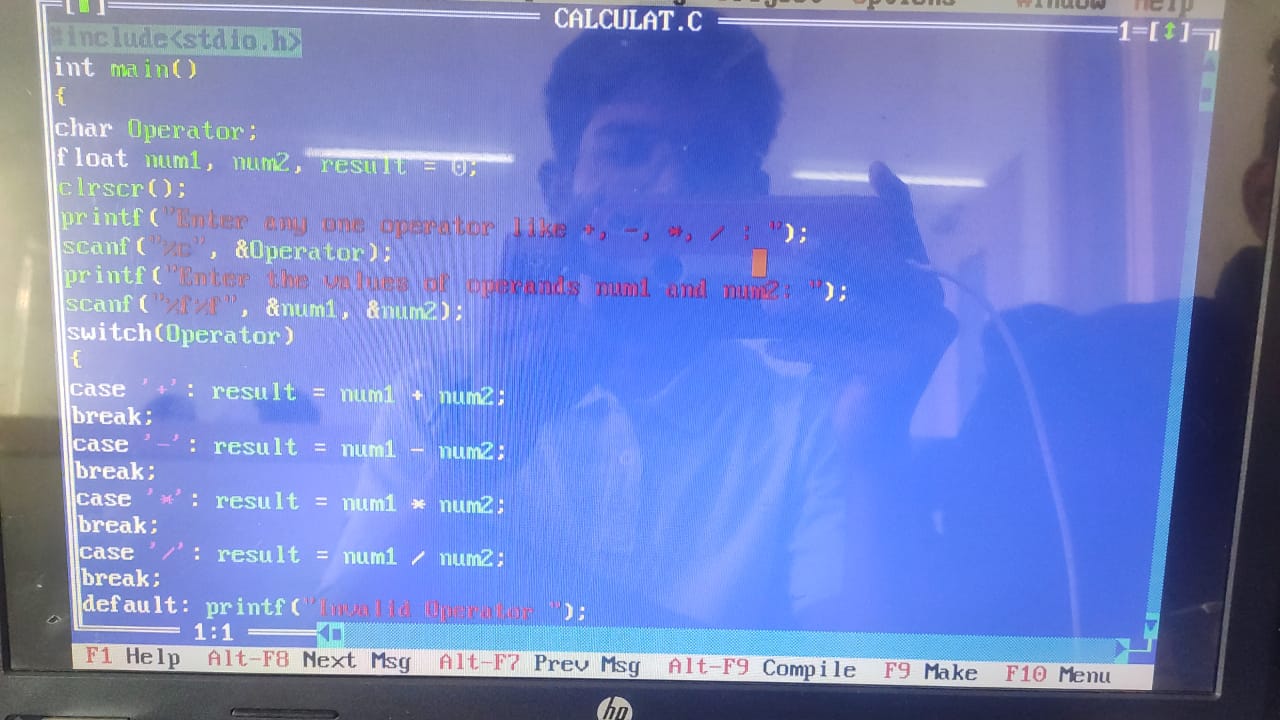 Options Window Help
CALCULAT.C 1=[↕]
#include<stdio.h>
int main()
{
char Operator;
float num1, num2, result = 0;
clrscr();
printf("Enter any one operator like +, -, *, / : ");
scanf("%c", &Operator);
printf("Enter the values of operands num1 and num2: ");
scanf("%f%f", &num1, &num2);
switch(Operator)
{
case '+': result = num1 + num2;
break;
case '-': result = num1 - num2;
break;
case '*': result = num1 * num2;
break;
case '/': result = num1 / num2;
break;
default: printf("Invalid Operator ");
1:1
F1 Help Alt-F8 Next Msg Alt-F7 Prev Msg Alt-F9 Compile F9 Make F10 Menu
hp